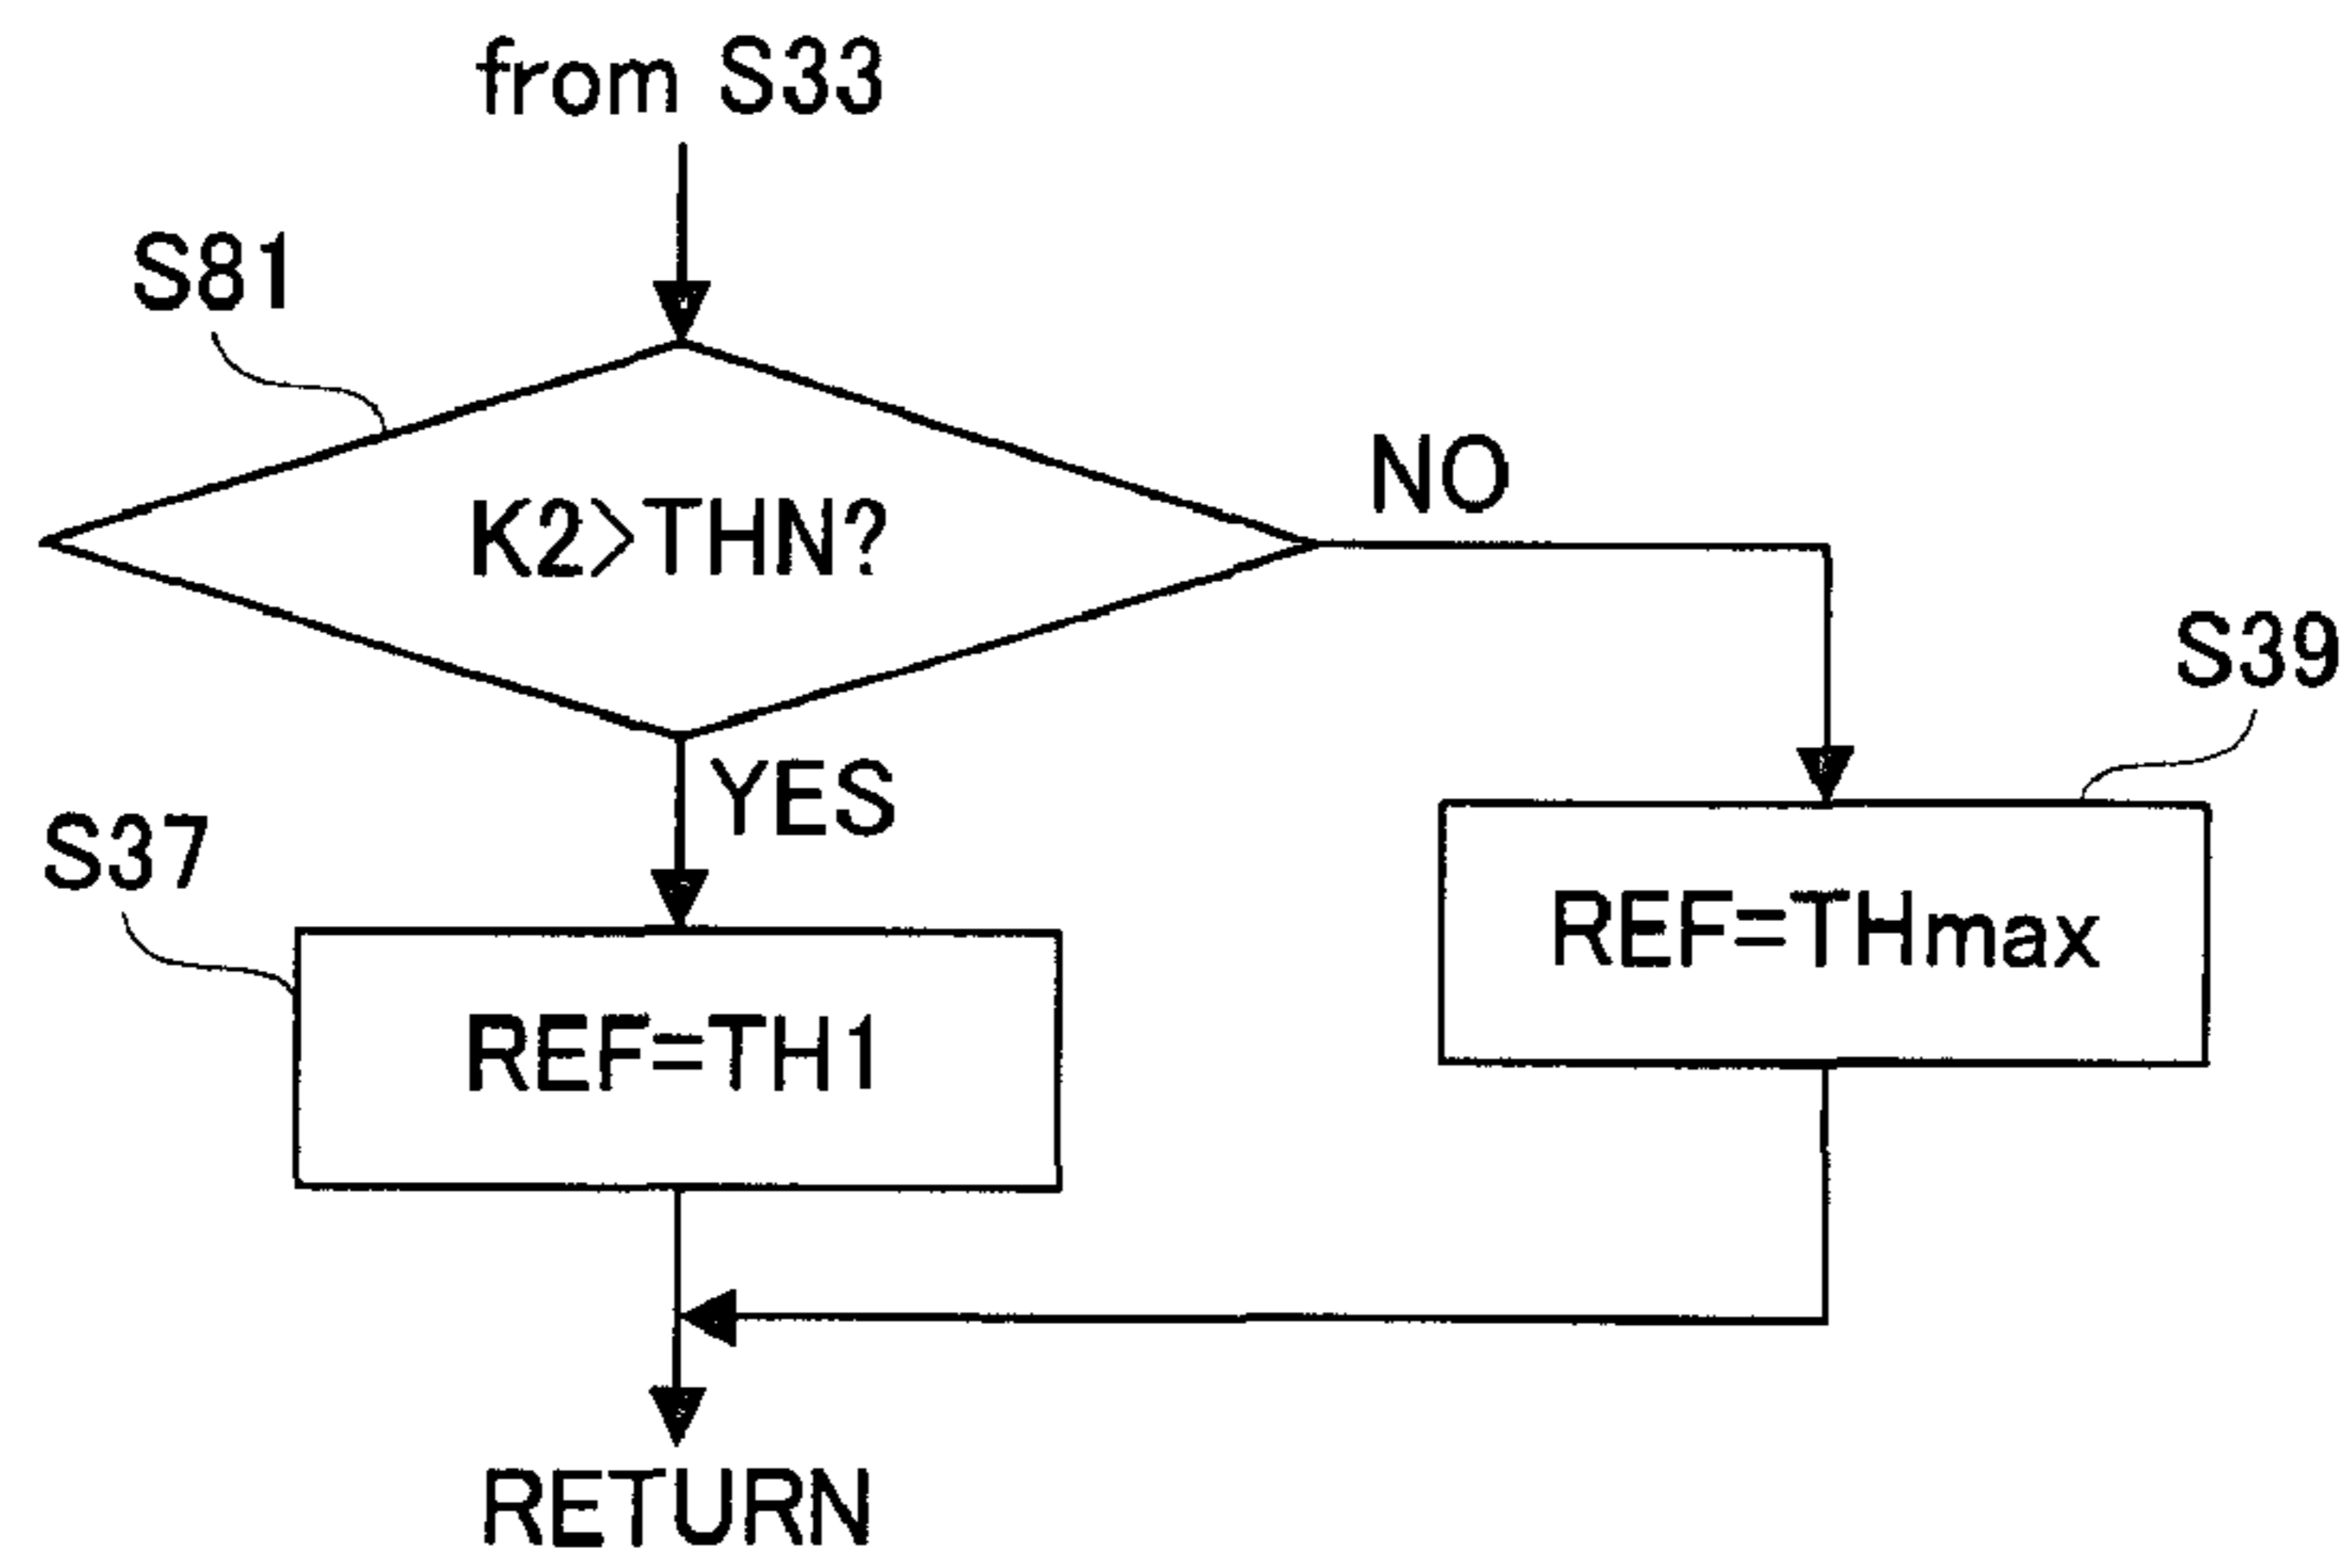 from S33
S81
K2>THN?
NO
YES
S39
S37
REF=THmax
REF=TH1
RETURN